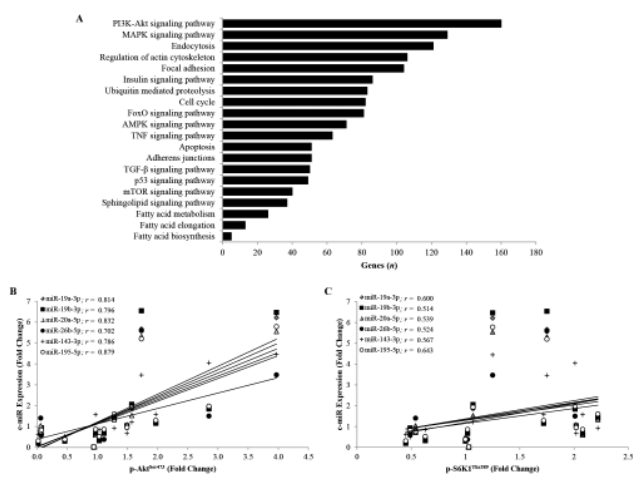 A
PI3K-Akt signaling pathway
MAPK signaling pathway
Endocytosis
Regulation of actin cytoskeleton
Focal adhesion
Insulin signaling pathway
Ubiquitin mediated proteolysis
Cell cycle
FoxO signaling pathway
AMPK signaling pathway
TNF signaling pathway
Apoptosis
Adherens junctions
TGF-β signaling pathway
p53 signaling pathway
mTOR signaling pathway
Sphingolipid signaling pathway
Fatty acid metabolism
Fatty acid elongation
Fatty acid biosynthesis
0 20 40 60 80 100 120 140 160 180
Genes (n)
B
miR-19a-3p; r = 0.814
miR-19b-3p; r = 0.796
miR-20a-5p; r = 0.832
miR-26b-5p; r = 0.702
miR-143-3p; r = 0.786
miR-195-5p; r = 0.879
c-miR Expression (Fold Change)
7
6
5
4
3
2
1
0
0.0 0.5 1.0 1.5 2.0 2.5 3.0 3.5 4.0 4.5
p-AktSer473 (Fold Change)
C
miR-19a-3p; r = 0.600
miR-19b-3p; r = 0.514
miR-20a-5p; r = 0.539
miR-26b-5p; r = 0.524
miR-143-3p; r = 0.567
miR-195-5p; r = 0.643
c-miR Expression (Fold Change)
7
6
5
4
3
2
1
0
0.0 0.5 1.0 1.5 2.0 2.5
p-S6K1Thr389 (Fold Change)